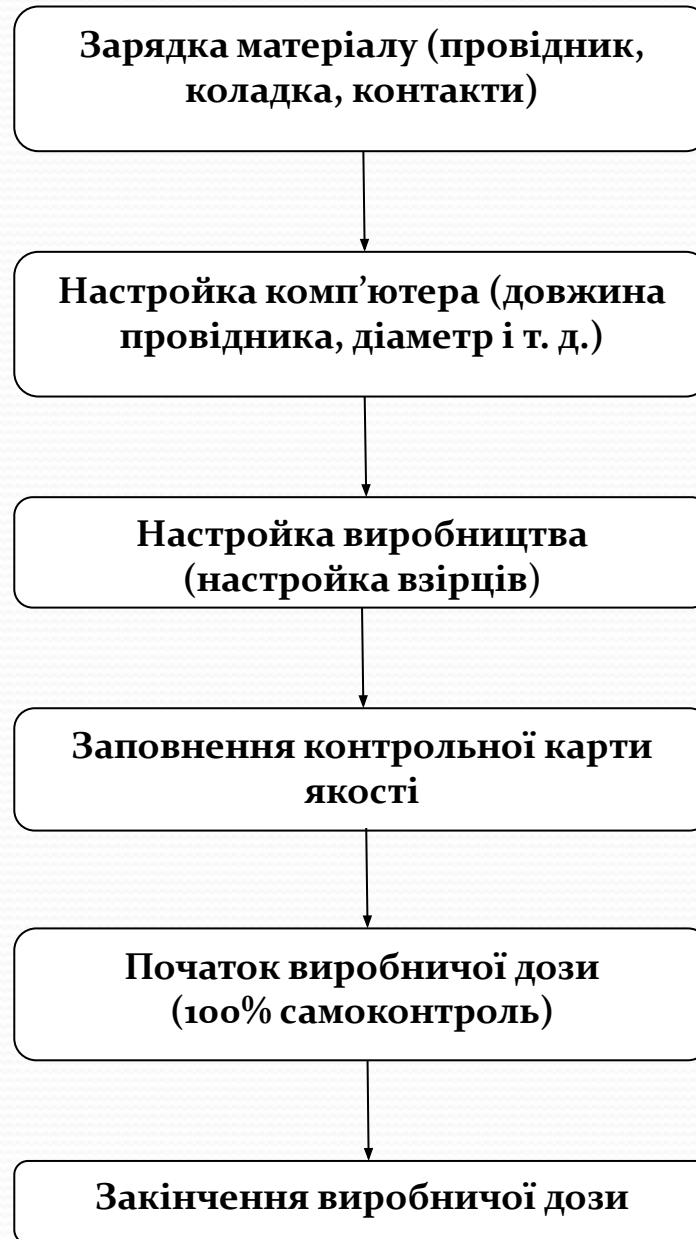 Зарядка матеріалу (провідник,
коладка, контакти)
Настройка комп’ютера (довжина
провідника, діаметр і т. д.)
Настройка виробництва
(настройка взірців)
Заповнення контрольної карти
якості
Початок виробничої дози
(100% самоконтроль)
Закінчення виробничої дози